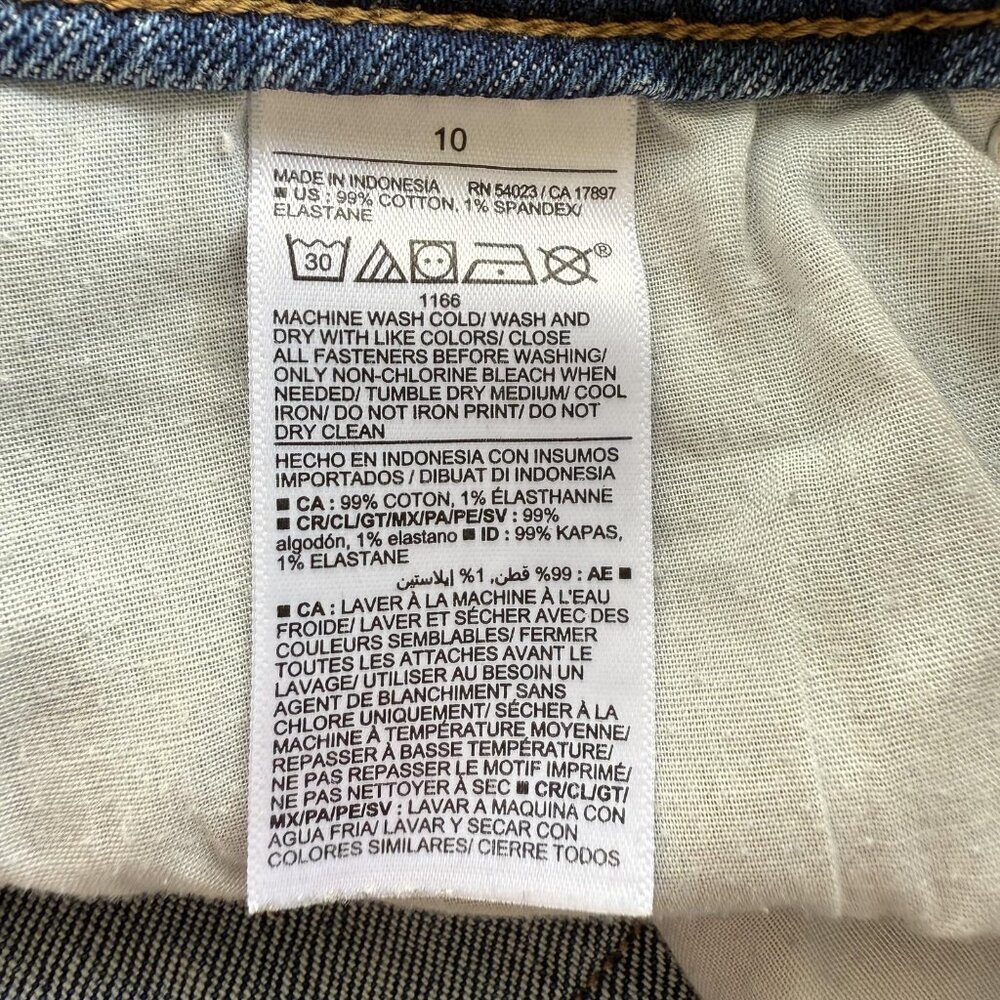 10
MADE IN INDONESIA RN 54023 / CA 17897
■ US : 99% COTTON, 1% SPANDEX/
ELASTANE
30
®
1166
MACHINE WASH COLD/ WASH AND
DRY WITH LIKE COLORS/ CLOSE
ALL FASTENERS BEFORE WASHING/
ONLY NON-CHLORINE BLEACH WHEN
NEEDED/ TUMBLE DRY MEDIUM/ COOL
IRON/ DO NOT IRON PRINT/ DO NOT
DRY CLEAN
HECHO EN INDONESIA CON INSUMOS
IMPORTADOS / DIBUAT DI INDONESIA
■ CA : 99% COTON, 1% ÉLASTHANNE
■ CR/CL/GT/MX/PA/PE/SV : 99%
algodón, 1% elastano ■ ID : 99% KAPAS,
1% ELASTANE
■ AE : 99% قطن, 1% إيلاستين
■ CA : LAVER À LA MACHINE À L'EAU
FROIDE/ LAVER ET SÉCHER AVEC DES
COULEURS SEMBLABLES/ FERMER
TOUTES LES ATTACHES AVANT LE
LAVAGE/ UTILISER AU BESOIN UN
AGENT DE BLANCHIMENT SANS
CHLORE UNIQUEMENT/ SÉCHER À LA
MACHINE À TEMPÉRATURE MOYENNE/
REPASSER À BASSE TEMPÉRATURE/
NE PAS REPASSER LE MOTIF IMPRIMÉ/
NE PAS NETTOYER À SEC ■ CR/CL/GT/
MX/PA/PE/SV : LAVAR A MAQUINA CON
AGUA FRIA/ LAVAR Y SECAR CON
COLORES SIMILARES/ CIERRE TODOS